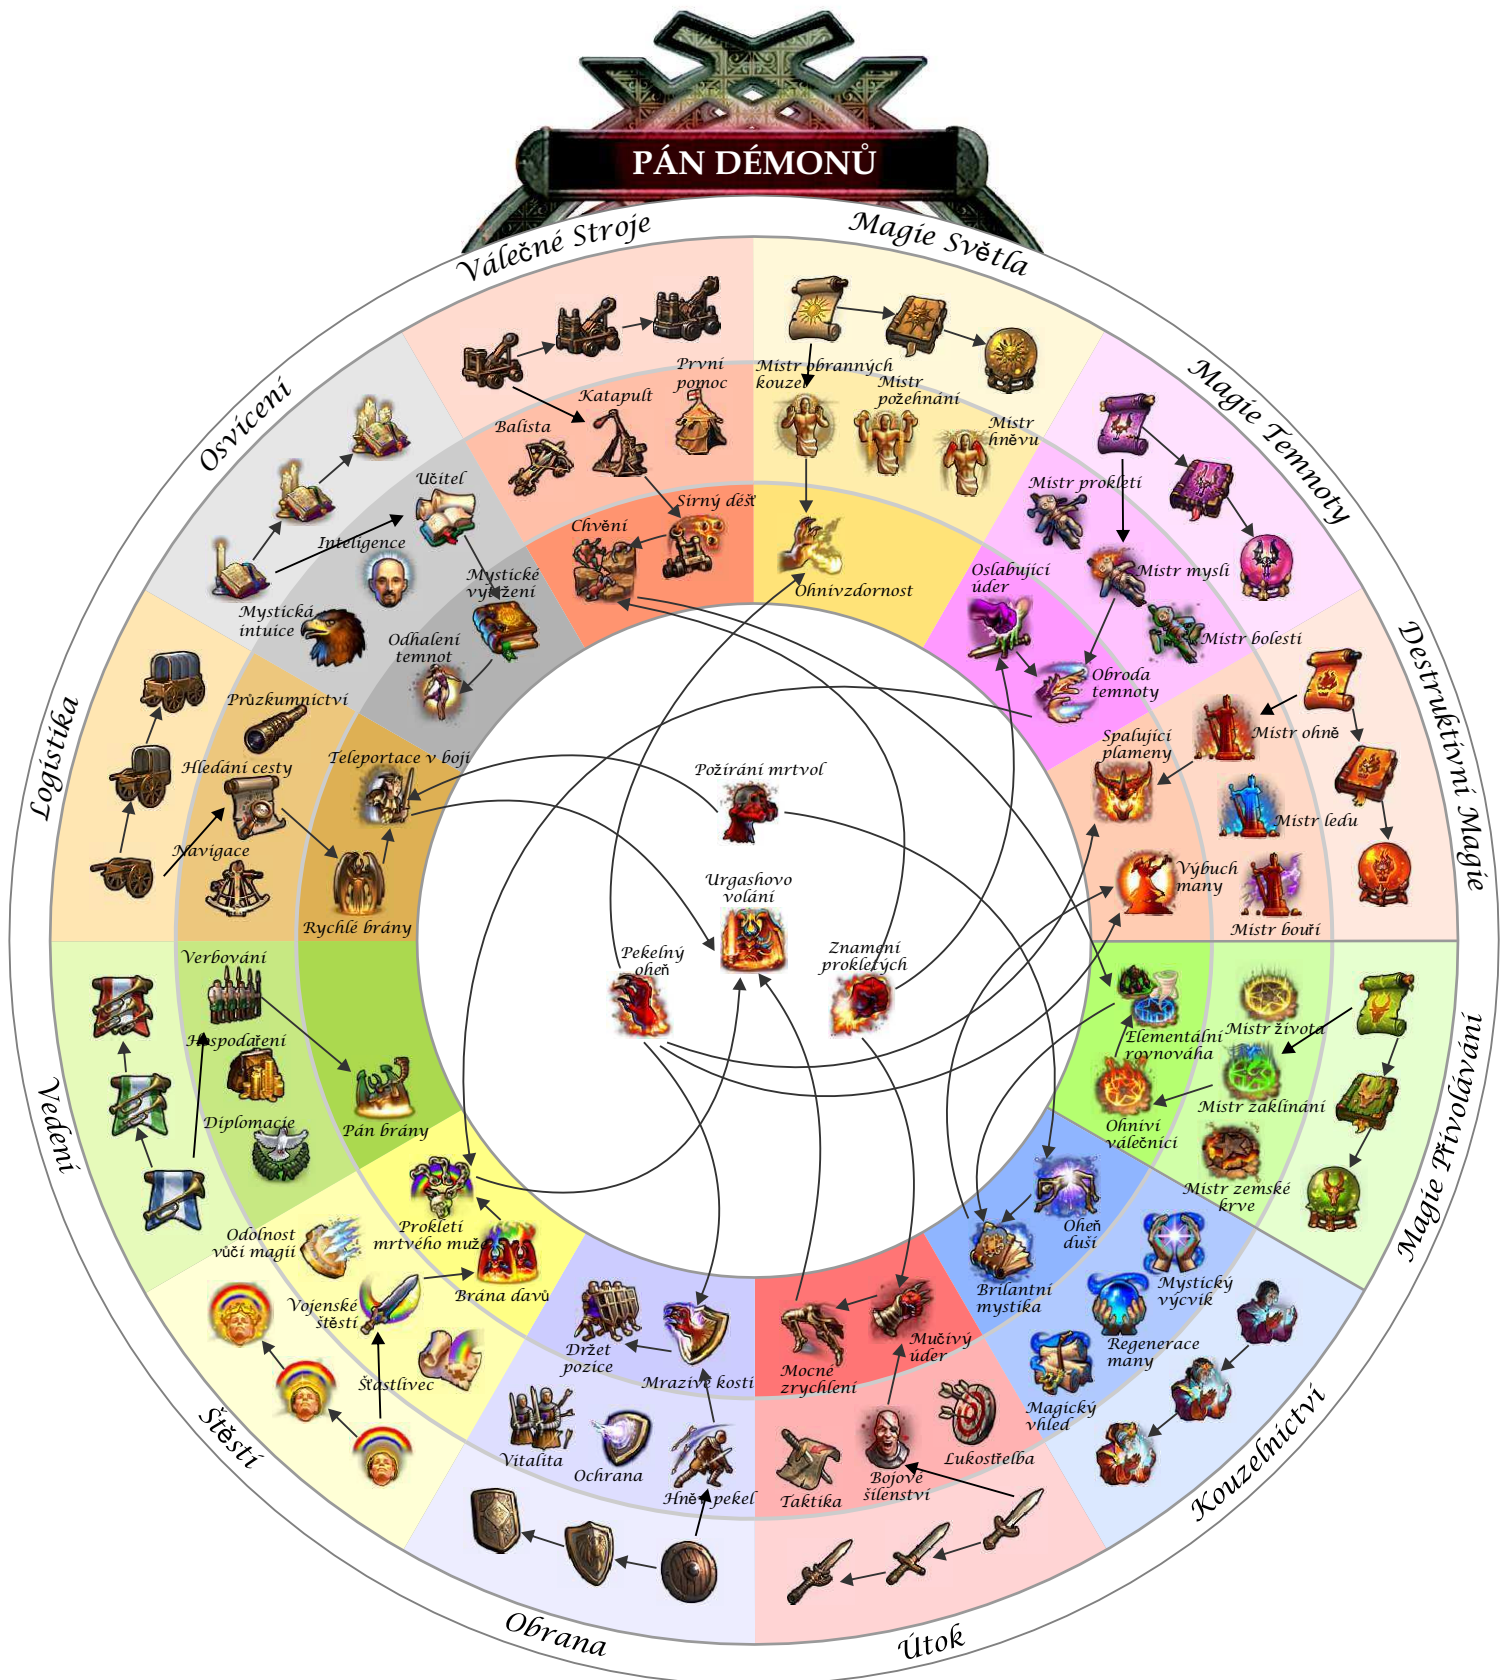 PÁN DÉMONŮ
Válečné Stroje
Magie Světla
Magie Temnoty
Destruktivní Magie
Magie Přivolávání
Kouzelnictví
Útok
Obrana
Štěstí
Vedení
Logistika
Osvícení
První
pomoc
Katapult
Balista
Sirný déšť
Chvění
Mistr obranných
kouzel
Mistr
požehnání
Mistr
hněvu
Ohnivzdornost
Mistr prokletí
Mistr mysli
Mistr bolesti
Oslabující
úder
Obroda
temnoty
Mistr ohně
Spalující
plameny
Mistr ledu
Výbuch
many
Mistr bouří
Elementální
rovnováha
Mistr života
Mistr zaklínání
Ohniví
válečníci
Mistr zemské
krve
Oheň
duší
Brilantní
mystika
Mystický
výcvik
Regenerace
many
Magický
vhled
Mučivý
úder
Mocné
zrychlení
Lukostřelba
Bojové
šílenství
Taktika
Držet
pozice
Mrazivé kosti
Vitalita
Ochrana
Hněv pekel
Prokletí
mrtvého muže
Brána davů
Odolnost
vůči magii
Vojenské
štěstí
Šťastlivec
Verbování
Hospodaření
Diplomacie
Pán brány
Průzkumnictví
Hledání cesty
Navigace
Teleportace v boji
Rychlé brány
Učitel
Inteligence
Mystická
intuice
Mystické
vytížení
Odhalení
temnot
Požírání mrtvol
Urgashovo
volání
Pekelný
oheň
Znamení
prokletých